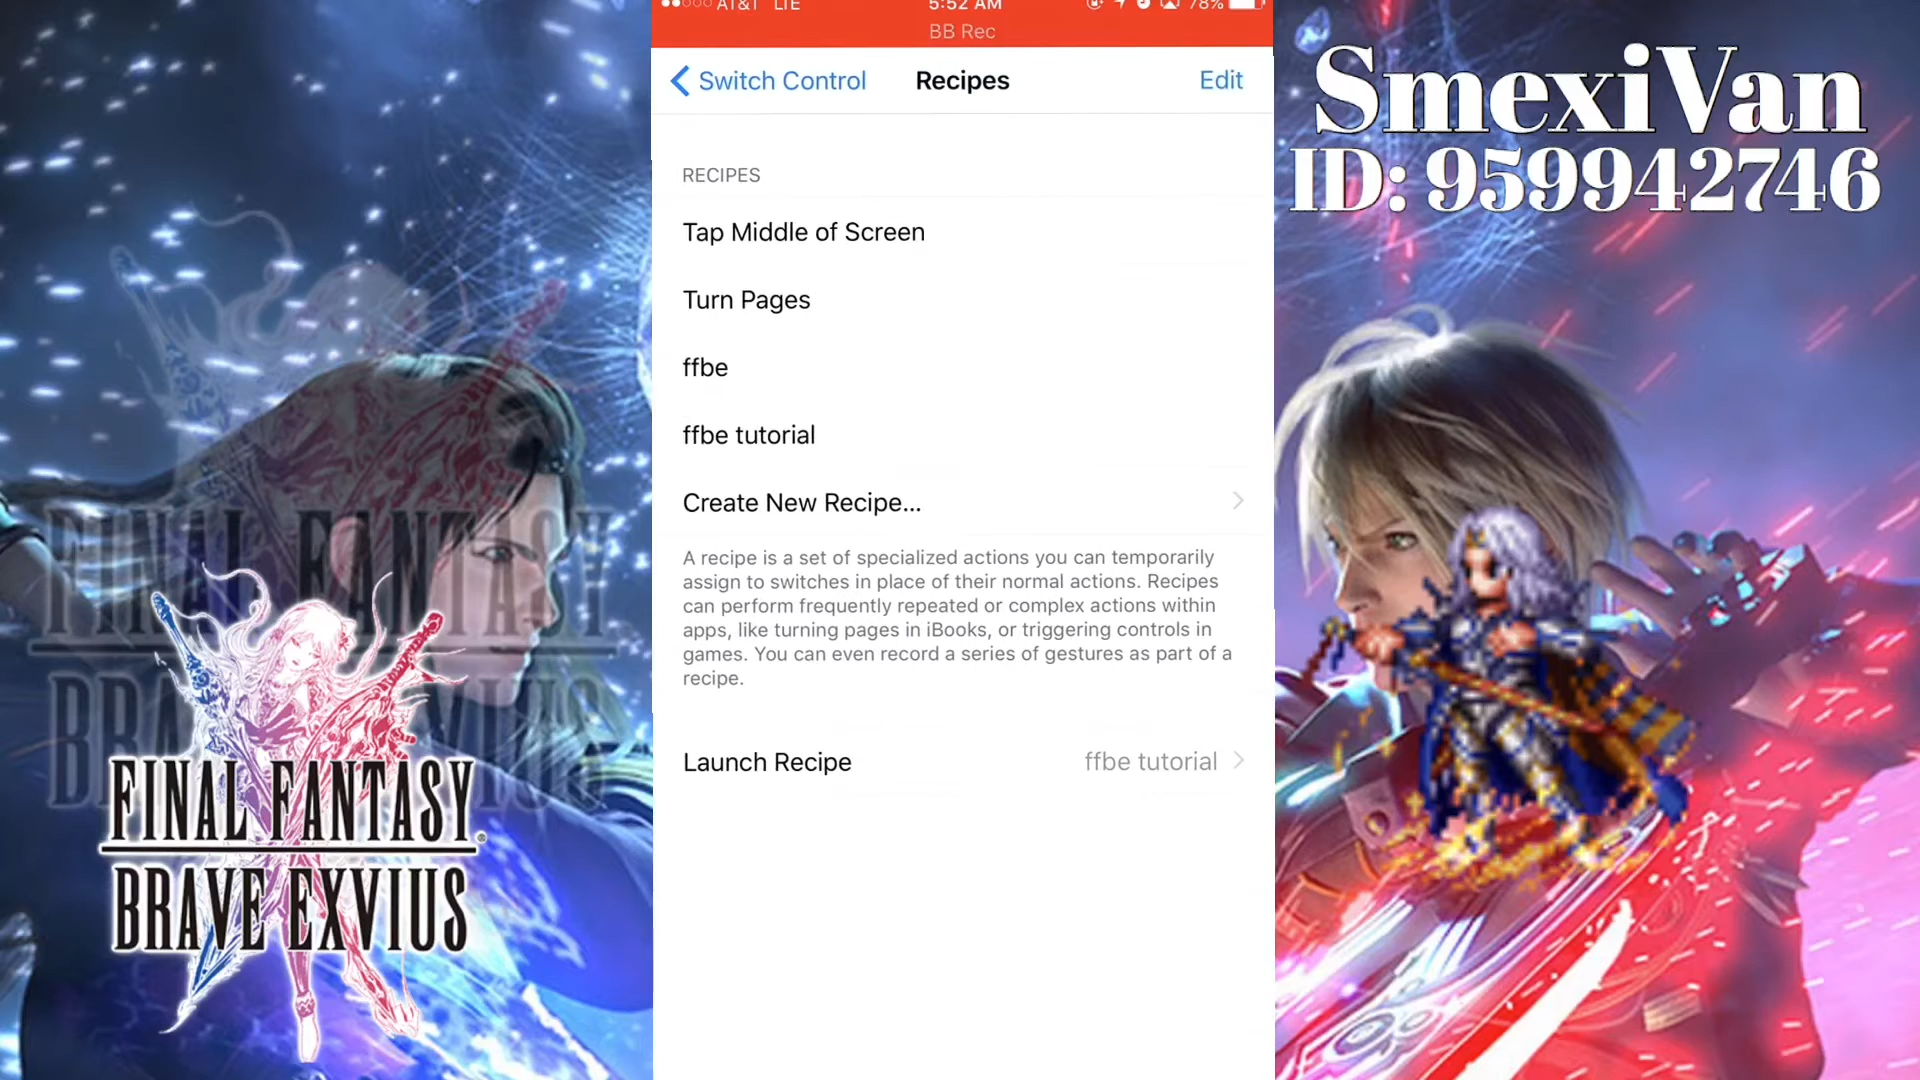 AT&T LTE 5:52 AM 78%
BB Rec
Switch Control Recipes Edit
RECIPES
Tap Middle of Screen
Turn Pages
ffbe
ffbe tutorial
Create New Recipe...
A recipe is a set of specialized actions you can temporarily
assign to switches in place of their normal actions. Recipes
can perform frequently repeated or complex actions within
apps, like turning pages in iBooks, or triggering controls in
games. You can even record a series of gestures as part of a
recipe.
Launch Recipe ffbe tutorial
SmexiVan
ID: 959942746
FINAL FANTASY
BRAVE EXVIUS
FINAL FANTASY®
BRAVE EXVIUS